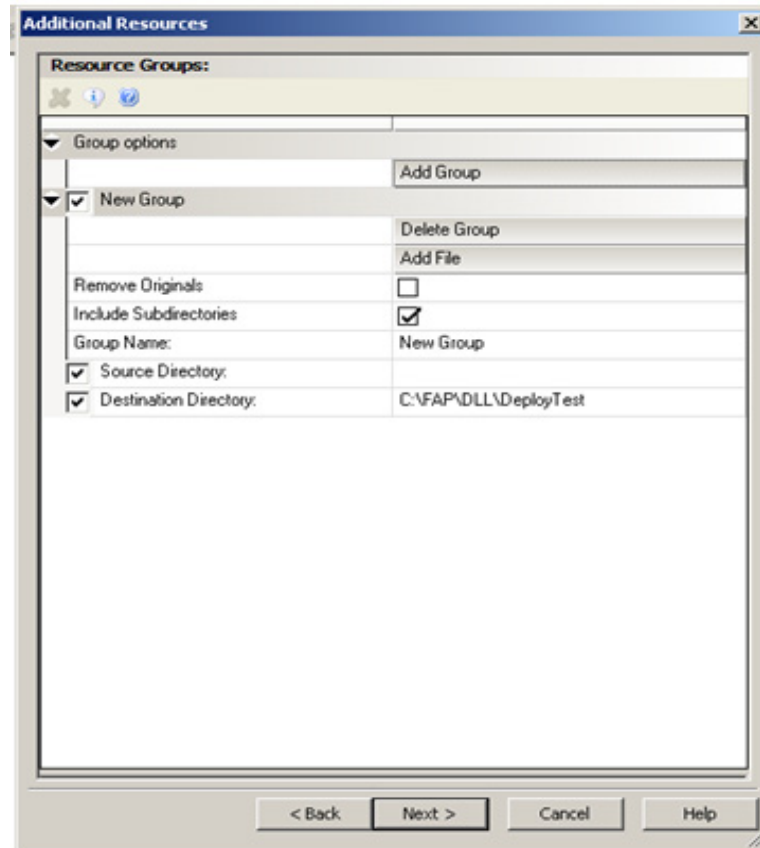 Additional Resources
Resource Groups:
Group options
Add Group
New Group
Delete Group
Add File
Remove Originals
Include Subdirectories
Group Name: New Group
Source Directory:
Destination Directory: C:\FAP\DLL\DeployTest
< Back Next > Cancel Help